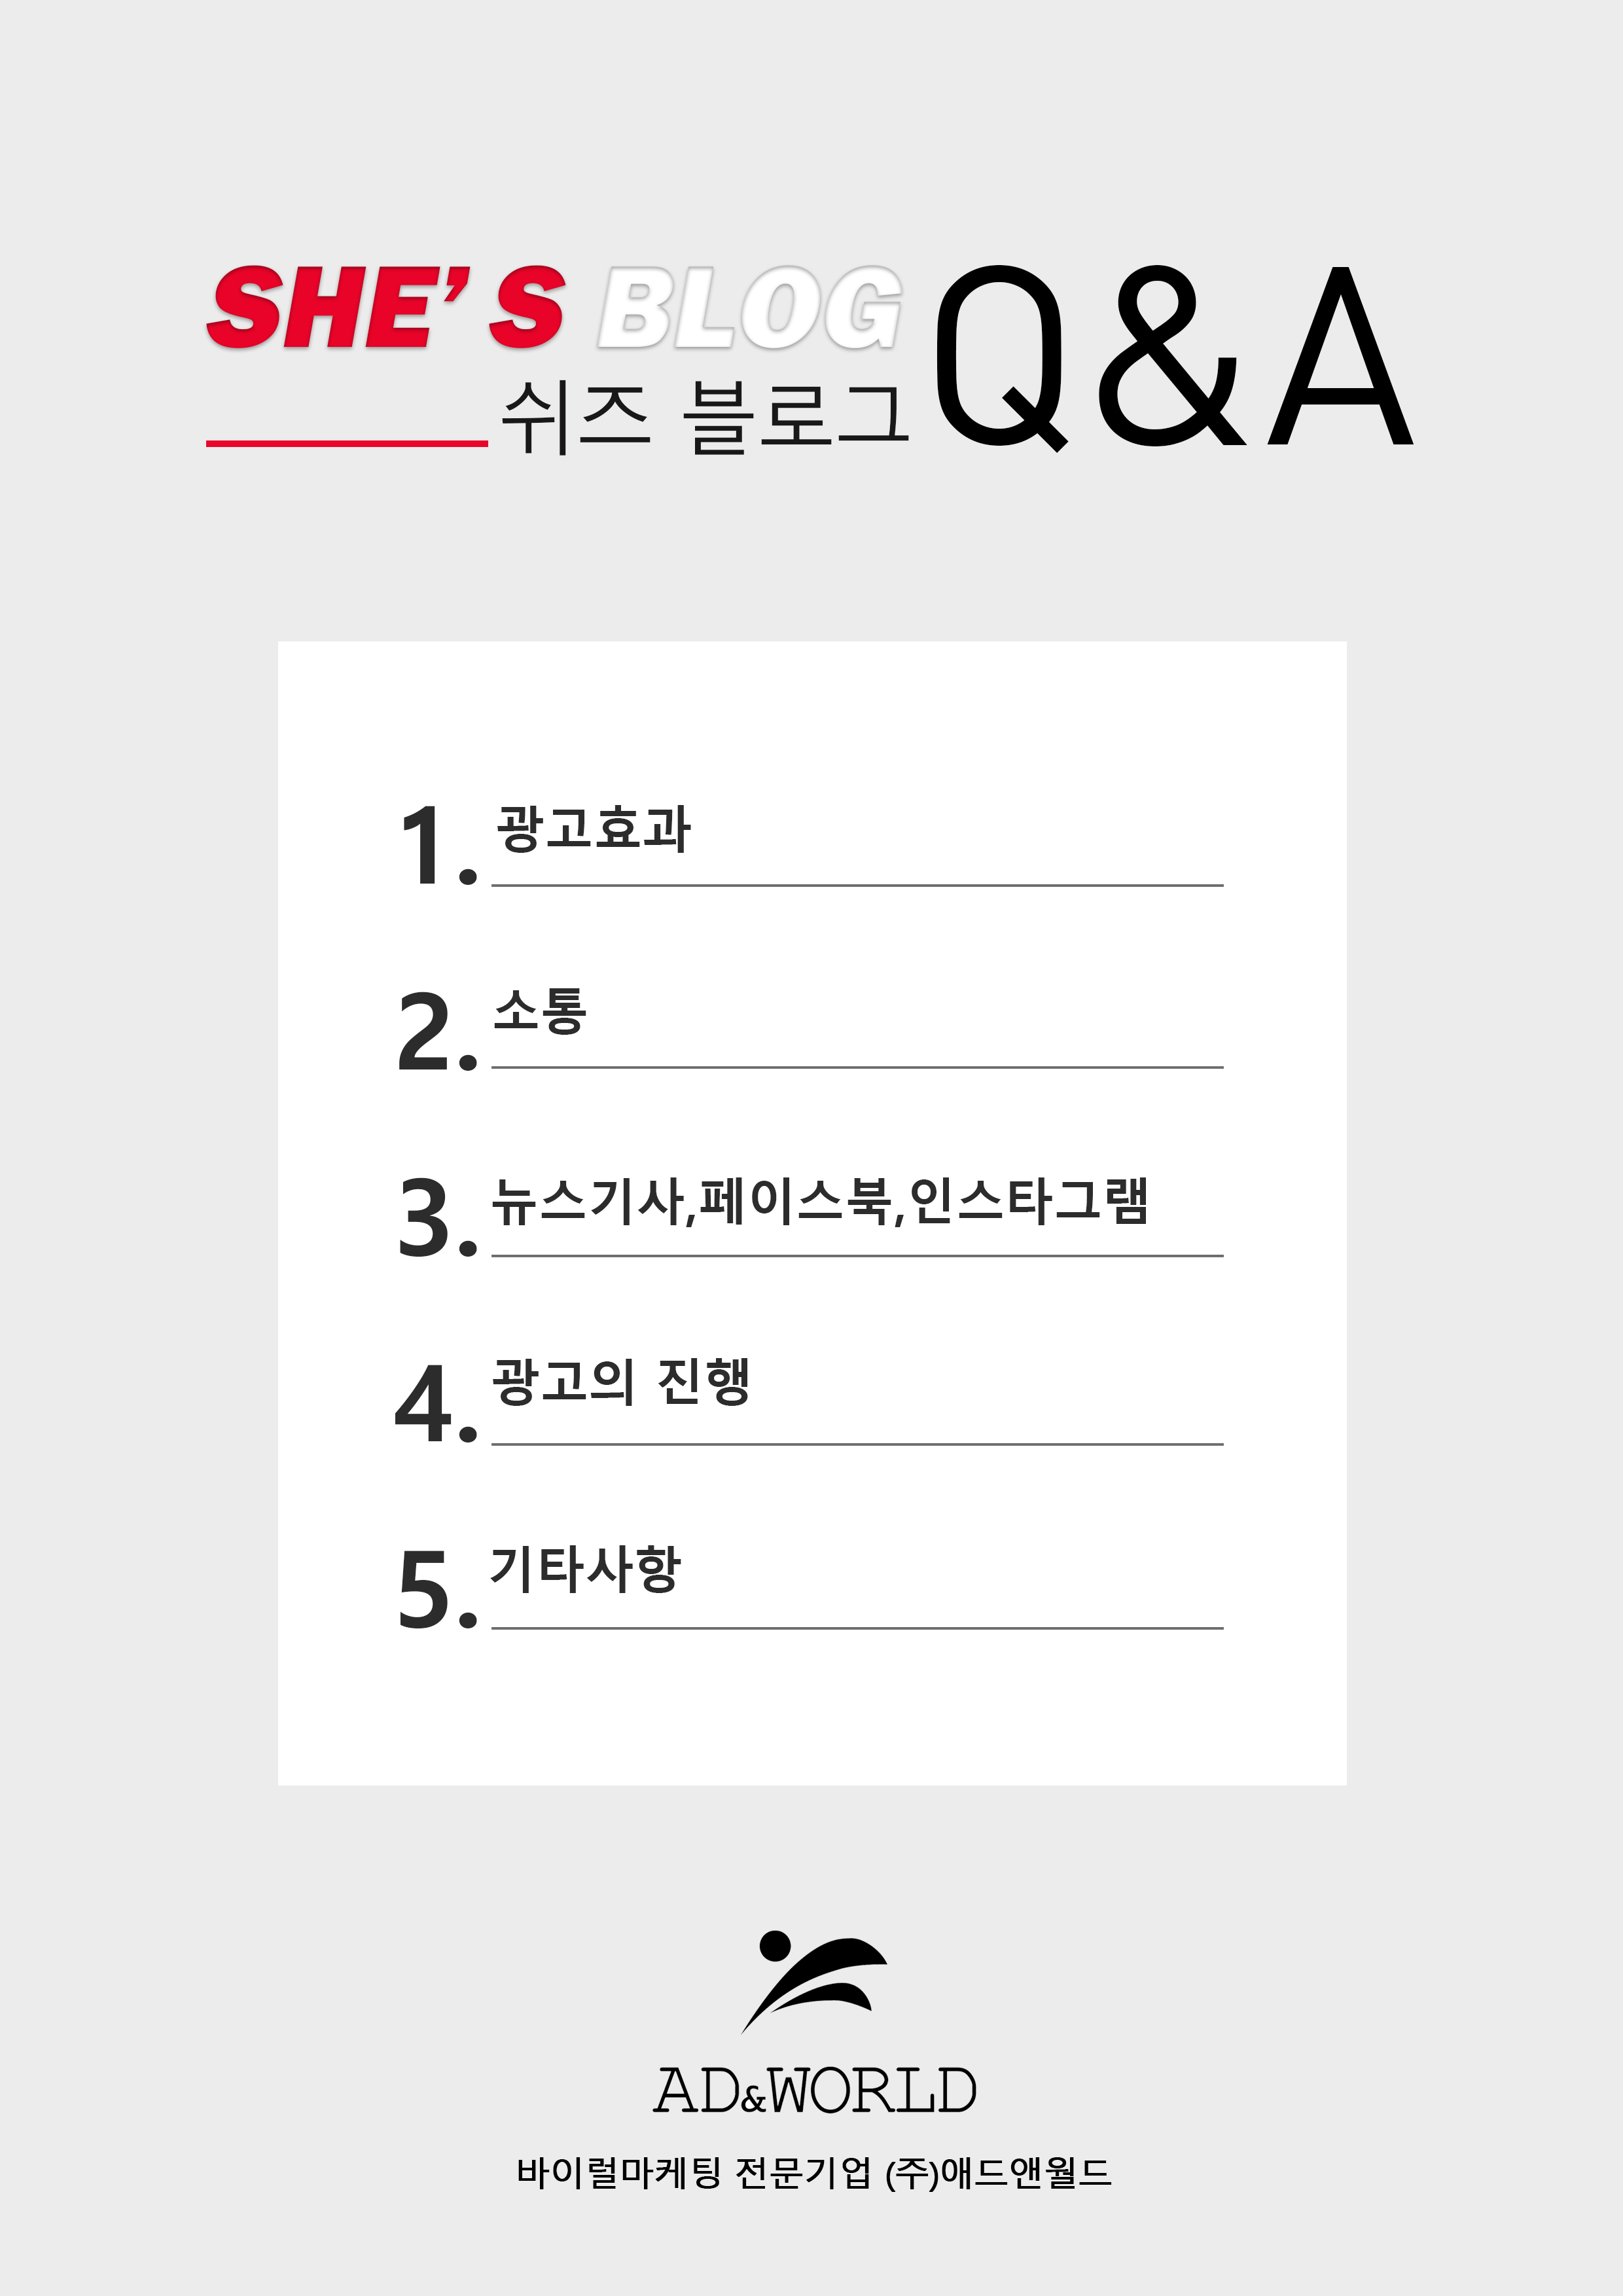 SHE'S BLOG Q&A
쉬즈 블로그
1. 광고효과
2. 소통
3. 뉴스기사,페이스북,인스타그램
4. 광고의 진행
5. 기타사항
AD&WORLD
바이럴마케팅 전문기업 (주)애드앤월드